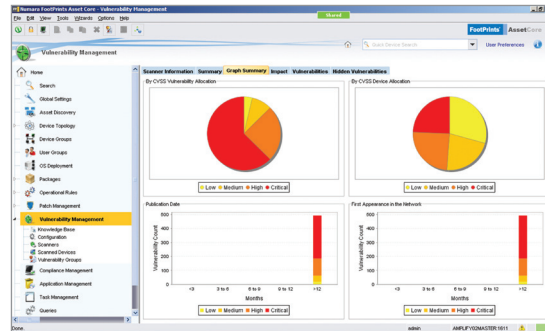 Numara FootPrints Asset Core - Vulnerability Management
Shared
File Edit View Tools Wizards Options Help
FootPrints AssetCore
Quick Device Search
User Preferences
Vulnerability Management
Home
Search
Global Settings
Asset Discovery
Device Topology
Device Groups
User Groups
OS Deployment
Packages
Operational Rules
Patch Management
Vulnerability Management
Knowledge Base
Configuration
Scanners
Scanned Devices
Vulnerability Groups
Compliance Management
Application Management
Task Management
Queries
Scanner Information Summary Graph Summary Impact Vulnerabilities Hidden Vulnerabilities
By CVSS Vulnerability Allocation
Low Medium High Critical
By CVSS Device Allocation
Low Medium High Critical
Publication Date
Vulnerability Count
500
400
300
200
100
0
<3 3 to 6 6 to 9 9 to 12 >12
Months
Low Medium High Critical
First Appearance in the Network
Vulnerability Count
500
400
300
200
100
0
<3 3 to 6 6 to 9 9 to 12 >12
Months
Low Medium High Critical
Done
admin